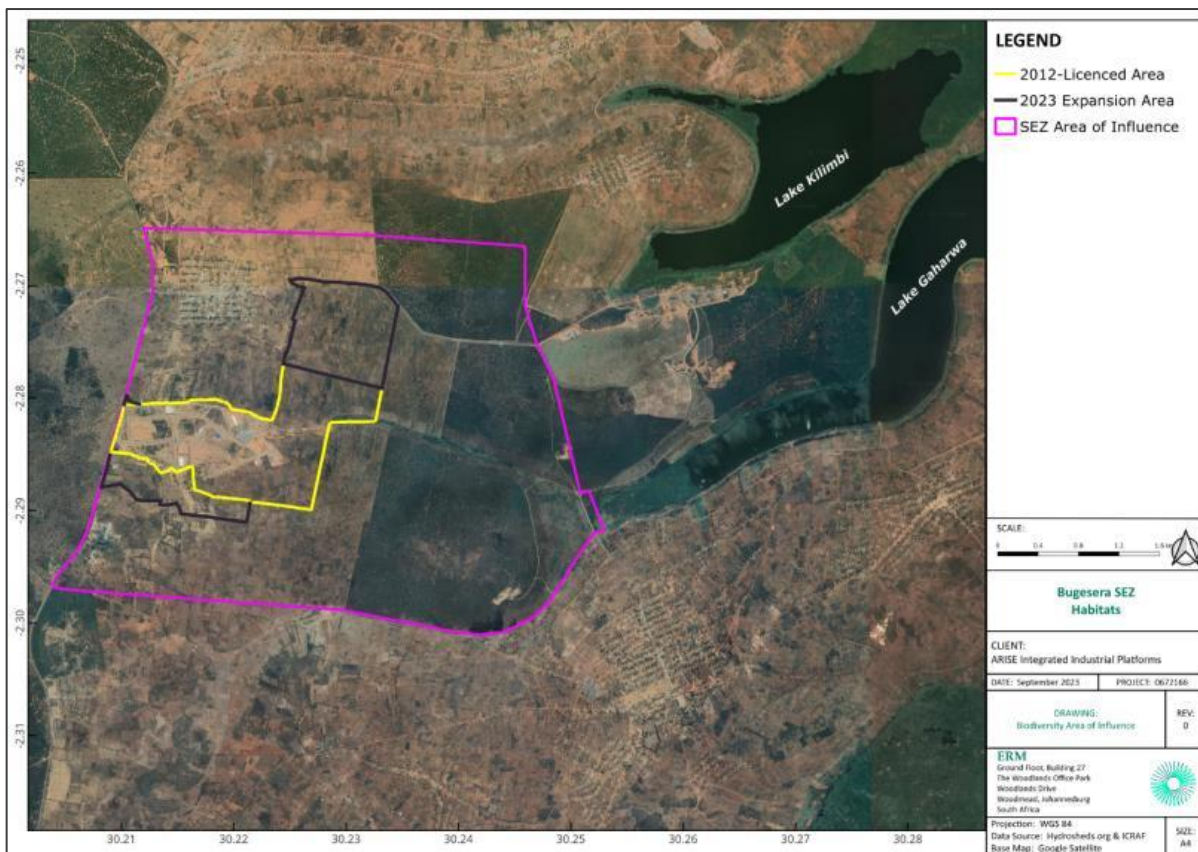 -2.25
-2.26
-2.27
-2.28
-2.29
-2.30
-2.31
30.21
30.22
30.23
30.24
30.25
30.26
30.27
30.28
Lake Kilimbi
Lake Gaharwa
LEGEND
2012-Licenced Area
2023 Expansion Area
SEZ Area of Influence
SCALE:
0 0.4 0.8 1.2 1.6 km
Bugesera SEZ
Habitats
CLIENT:
ARISE Integrated Industrial Platforms
DATE: September 2023
PROJECT: 0672166
DRAWING:
Biodiversity Area of Influence
REV:
0
ERM
Ground Floor, Building 27
The Woodlands Office Park
Woodlands Drive
Woodmead, Johannesburg
South Africa
Projection: WGS 84
Data Source: Hydrosheds.org & ICRAF
Base Map: Google Satellite
SIZE:
A4